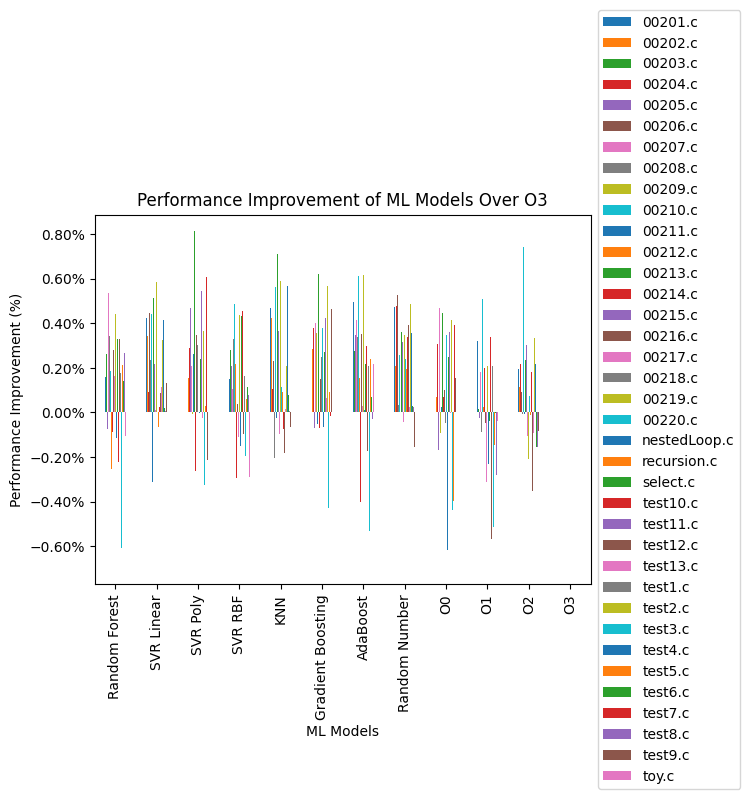 Performance Improvement of ML Models Over O3
Performance Improvement (%)
0.80%
0.60%
0.40%
0.20%
0.00%
−0.20%
−0.40%
−0.60%
Random Forest
SVR Linear
SVR Poly
SVR RBF
KNN
Gradient Boosting
AdaBoost
Random Number
O0
O1
O2
O3
ML Models
00201.c
00202.c
00203.c
00204.c
00205.c
00206.c
00207.c
00208.c
00209.c
00210.c
00211.c
00212.c
00213.c
00214.c
00215.c
00216.c
00217.c
00218.c
00219.c
00220.c
nestedLoop.c
recursion.c
select.c
test10.c
test11.c
test12.c
test13.c
test1.c
test2.c
test3.c
test4.c
test5.c
test6.c
test7.c
test8.c
test9.c
toy.c